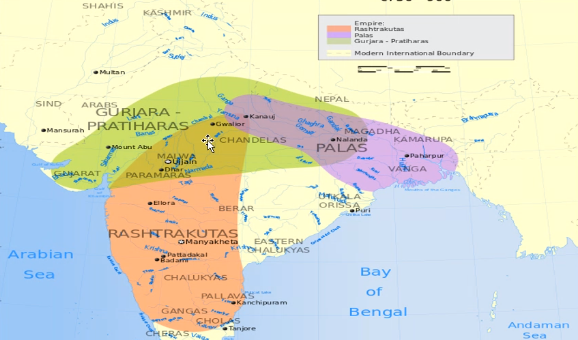 SHAHIS
KASHMIR
Indus
Indus
Empire:
Rashtrakutas
Palas
Gurjara - Pratiharas
Modern International Boundary
Multan
SIND
ARABS
NEPAL
GURJARA -
PRATIHARAS
Kanauj
Gwalior
Mansurah
MAGADHA
CHANDELAS
Nalanda
KAMARUPA
Mount Abu
PALAS
MALWA
Ujjain
Paharpur
Dhar
Narmada
GUJARAT
PARAMARAS
VANGA
Ellora
BERAR
UTKALA
ORISSA
Puri
RASHTRAKUTAS
Manyakheta
EASTERN
CHALUKYAS
Arabian
Sea
Pattadakal
Badami
Bay
of
Bengal
CHALUKYAS
PALLAVAS
Kanchipuram
GANGAS
CHOLAS
Tanjore
CHERAS
Andaman
Sea